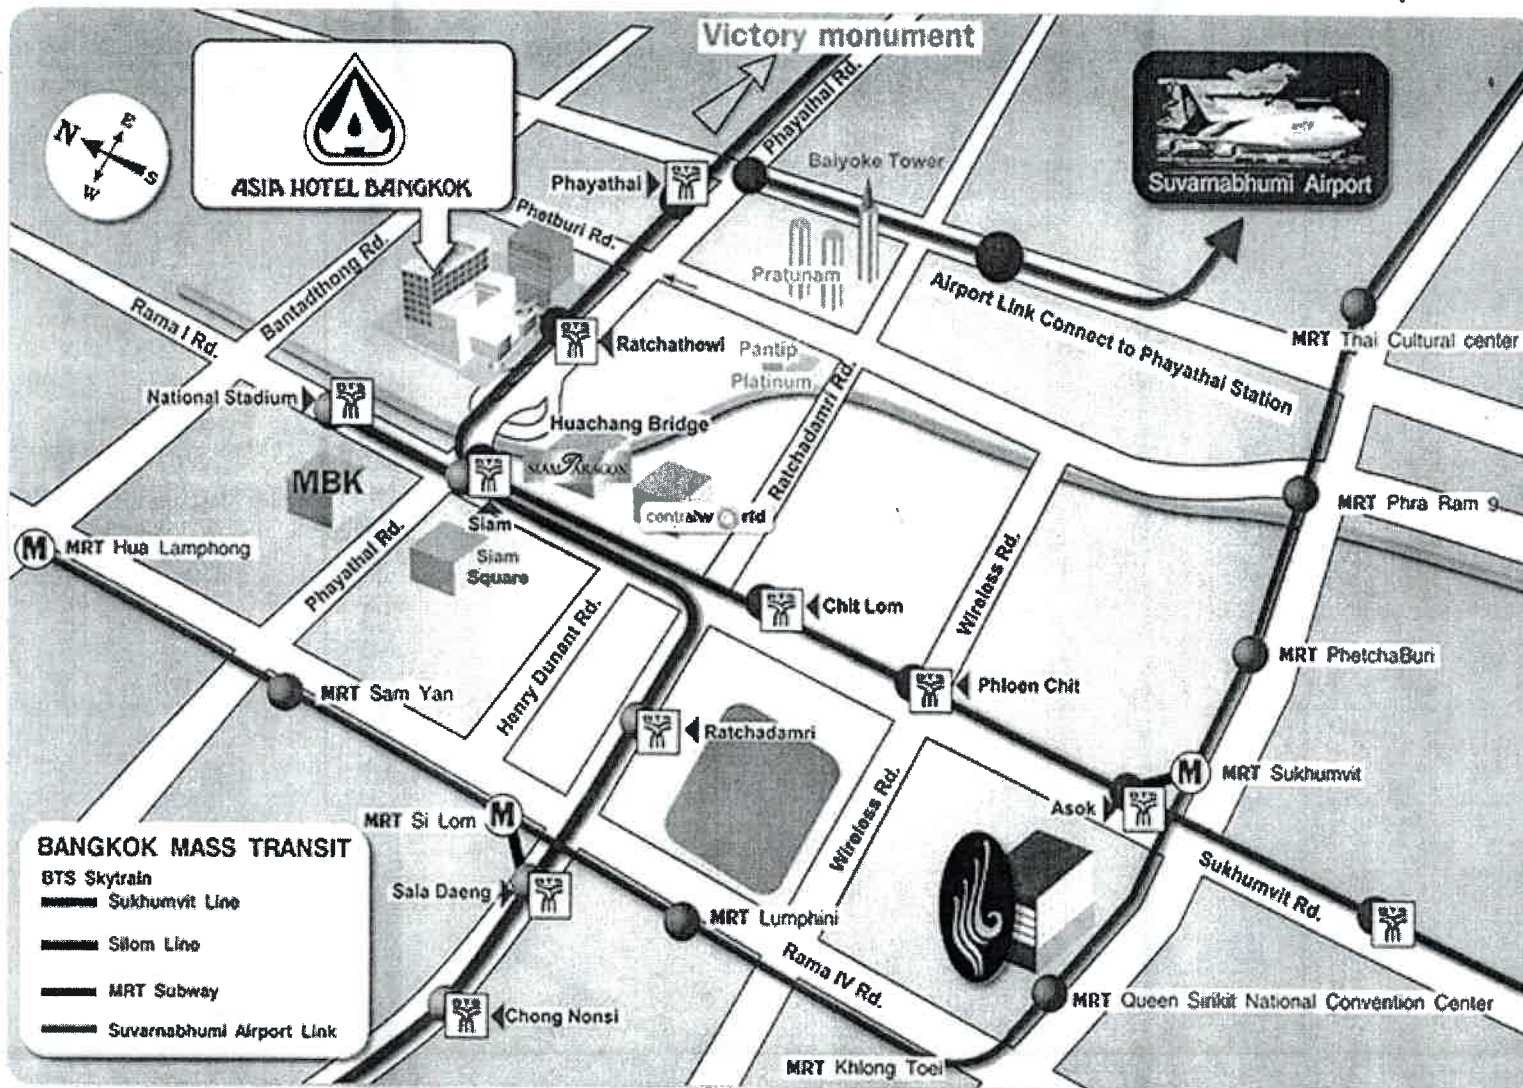 Victory monument
N
E
S
W
ASIA HOTEL BANGKOK
Suvarnabhumi Airport
Phayathai Rd.
Phayathai
Baiyoke Tower
Phetburi Rd.
Pratunam
Bantadthong Rd.
Rama I Rd.
Airport Link Connect to Phayathai Station
MRT Thai Cultural center
Ratchathewi
Pantip
Platinum
Ratchadamri Rd.
National Stadium
Huachang Bridge
SIAM PARAGON
MBK
centralworld
Siam
Siam
Square
MRT Phra Ram 9
M MRT Hua Lamphong
Phayathai Rd.
Wireless Rd.
Chit Lom
Henry Dunant Rd.
MRT PhetchaBuri
Phloen Chit
MRT Sam Yan
Ratchadamri
M MRT Sukhumvit
Asok
MRT Si Lom M
Wireless Rd.
Sukhumvit Rd.
Sala Daeng
MRT Lumphini
Rama IV Rd.
MRT Queen Sirikit National Convention Center
Chong Nonsi
MRT Khlong Toei
BANGKOK MASS TRANSIT
BTS Skytrain
Sukhumvit Line
Silom Line
MRT Subway
Suvarnabhumi Airport Link